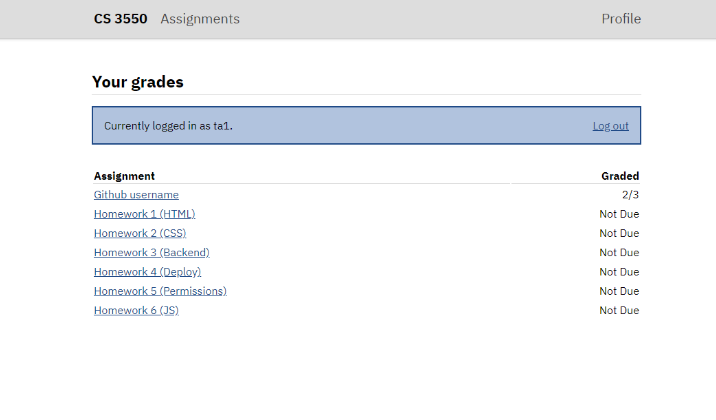 CS 3550 Assignments Profile
Your grades
Currently logged in as ta1. Log out
Assignment Graded
Github username 2/3
Homework 1 (HTML) Not Due
Homework 2 (CSS) Not Due
Homework 3 (Backend) Not Due
Homework 4 (Deploy) Not Due
Homework 5 (Permissions) Not Due
Homework 6 (JS) Not Due